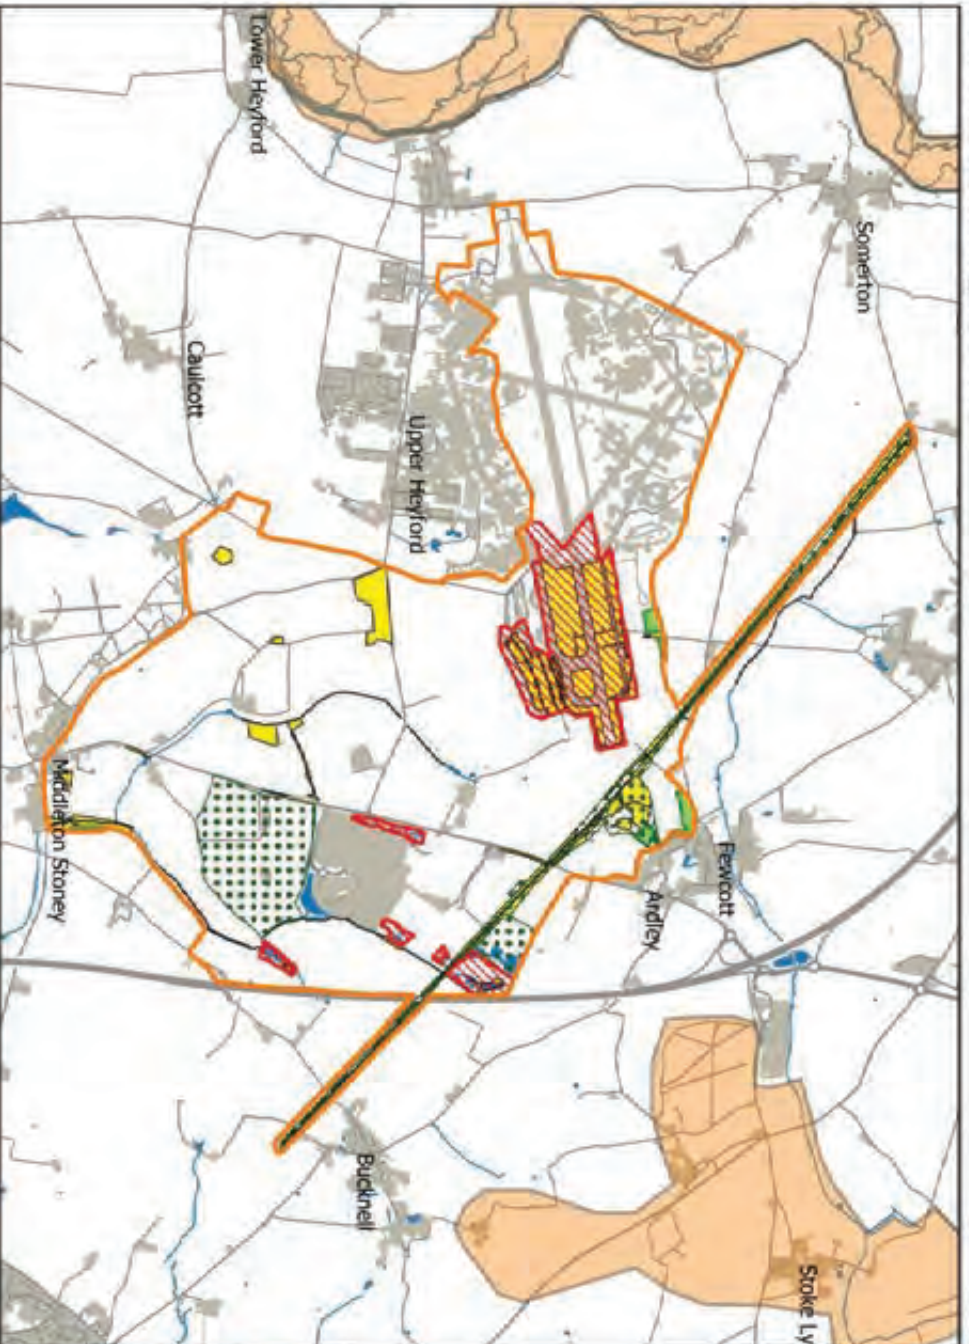 Lower Heyford
Somerton
Caulcott
Upper Heyford
Middleton Stoney
Fewcott
Ardley
Bucknell
Stoke Ly